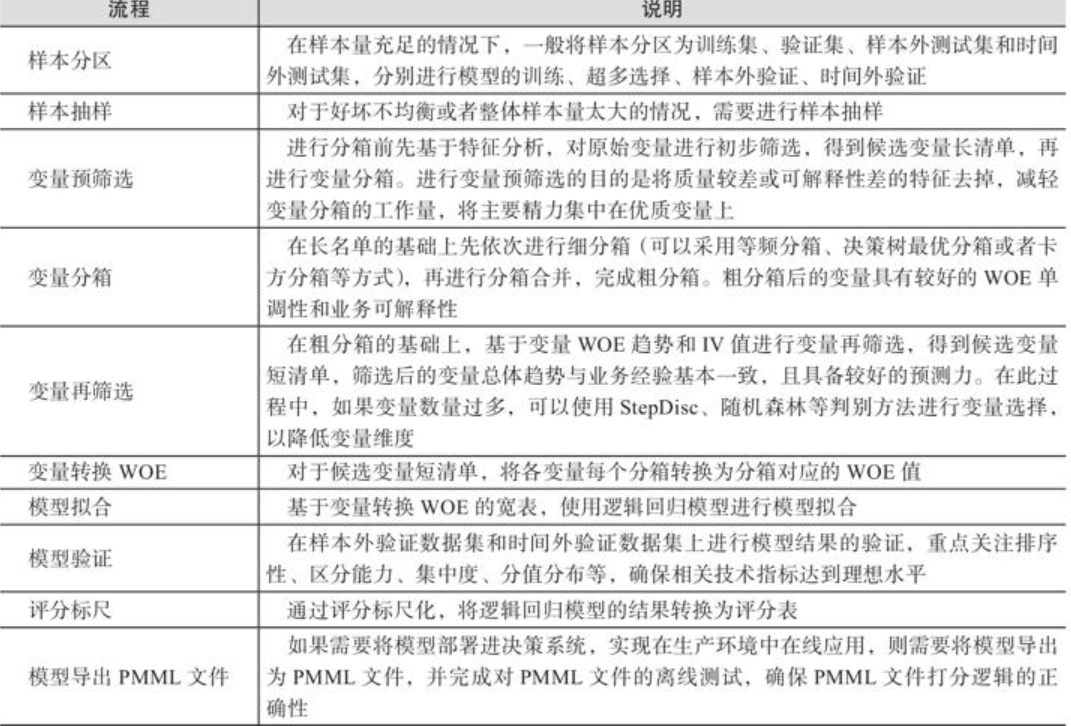 流程 说明
样本分区
在样本量充足的情况下，一般将样本分区为训练集、验证集、样本外测试集和时间
外测试集，分别进行模型的训练、超多选择、样本外验证、时间外验证
样本抽样
对于好坏不均衡或者整体样本量太大的情况，需要进行样本抽样
变量预筛选
进行分箱前先基于特征分析，对原始变量进行初步筛选，得到候选变量长清单，再
进行变量分箱。进行变量预筛选的目的是将质量较差或可解释性差的特征去掉，减轻
变量分箱的工作量，将主要精力集中在优质变量上
变量分箱
在长名单的基础上先依次进行细分箱（可以采用等频分箱、决策树最优分箱或者卡
方分箱等方式），再进行分箱合并，完成粗分箱。粗分箱后的变量具有较好的 WOE 单
调性和业务可解释性
变量再筛选
在粗分箱的基础上，基于变量 WOE 趋势和 IV 值进行变量再筛选，得到候选变量
短清单，筛选后的变量总体趋势与业务经验基本一致，且具备较好的预测力。在此过
程中，如果变量数量过多，可以使用 StepDisc、随机森林等判别方法进行变量选择，
以降低变量维度
变量转换 WOE
对于候选变量短清单，将各变量每个分箱转换为分箱对应的 WOE 值
模型拟合
基于变量转换 WOE 的宽表，使用逻辑回归模型进行模型拟合
模型验证
在样本外验证数据集和时间外验证数据集上进行模型结果的验证，重点关注排序
性、区分能力、集中度、分值分布等，确保相关技术指标达到理想水平
评分标尺
通过评分标尺化，将逻辑回归模型的结果转换为评分表
模型导出 PMML 文件
如果需要将模型部署进决策系统，实现在生产环境中在线应用，则需要将模型导出
为 PMML 文件，并完成对 PMML 文件的离线测试，确保 PMML 文件打分逻辑的正
确性